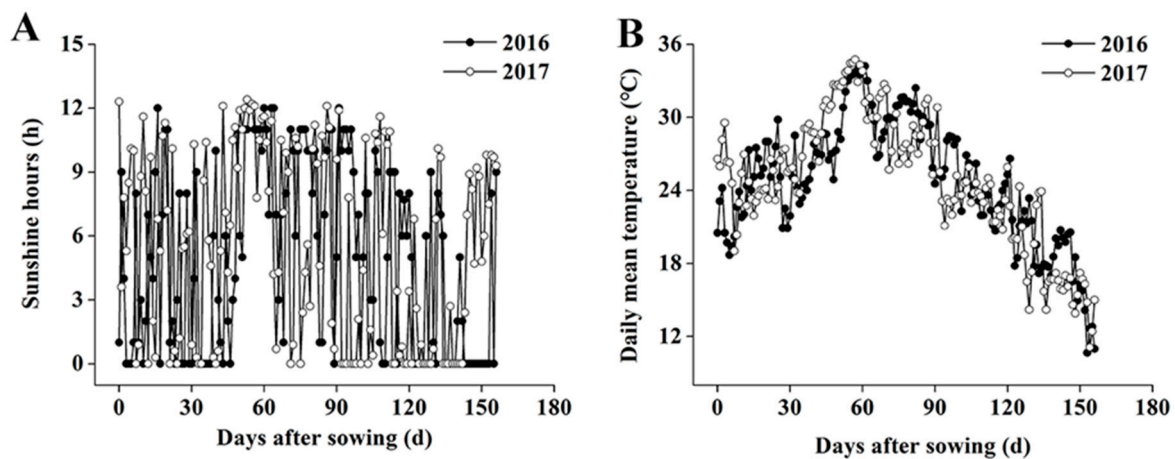 A
Sunshine hours (h)
15
12
9
6
3
0
2016
2017
0 30 60 90 120 150 180
Days after sowing (d)
B
Daily mean temperature (°C)
36
30
24
18
12
2016
2017
0 30 60 90 120 150 180
Days after sowing (d)